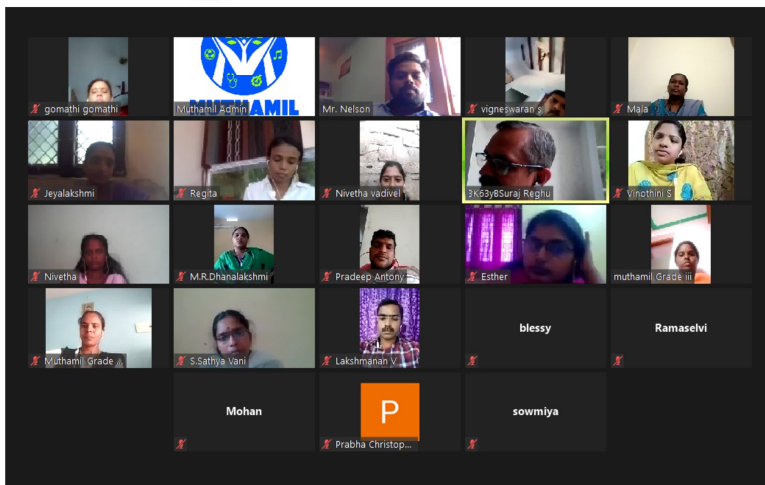 gomathi gomathi
MUTHAMIL
Muthamil Admin
Mr. Nelson
vigneswaran s
Mala
Jeyalakshmi
Regita
Nivetha vadivel
3K63yBSuraj Reghu
Vinothini S
Nivetha
M.R.Dhanalakshmi
Pradeep Antony
Esther
muthamil Grade iii
Muthamil Grade ...
S.Sathya Vani
Lakshmanan V
blessy
Ramaselvi
Mohan
P
Prabha Christop...
sowmiya